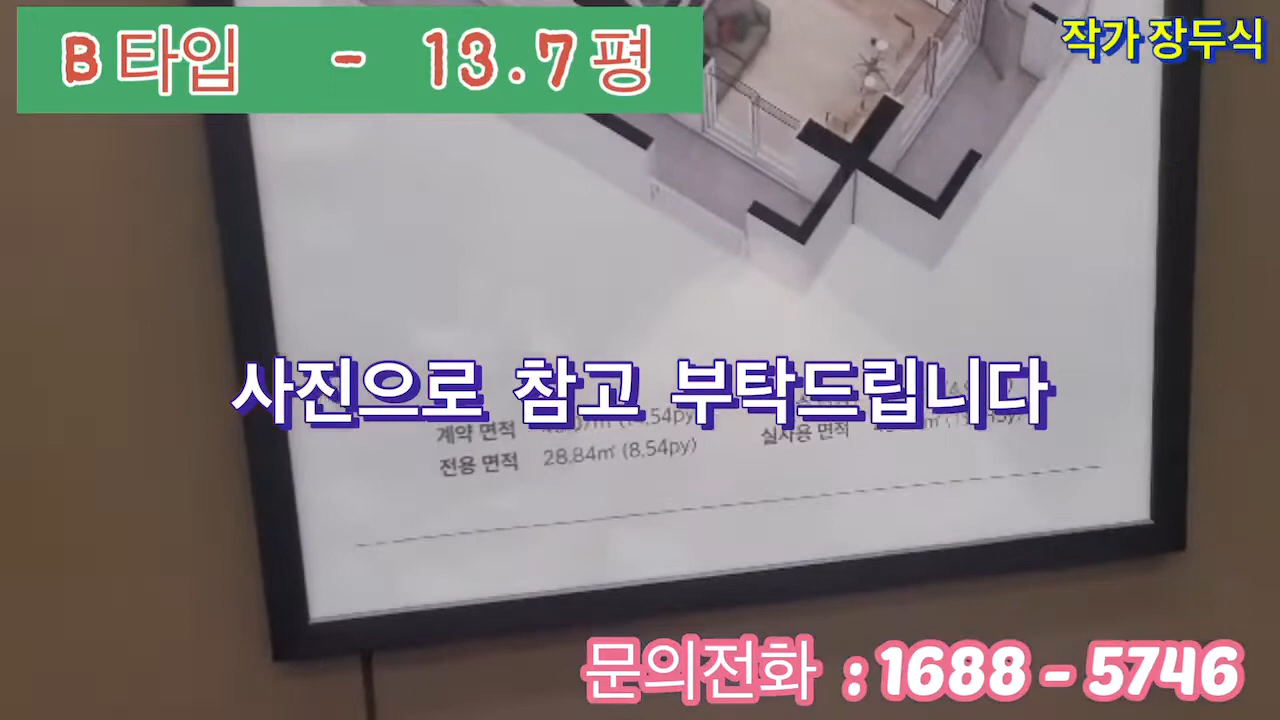 B타입 - 13.7평
작가 장두식
사진으로 참고 부탁드립니다
계약 면적
실사용 면적
전용 면적 28.84㎡ (8.54py)
문의전화 : 1688 - 5746